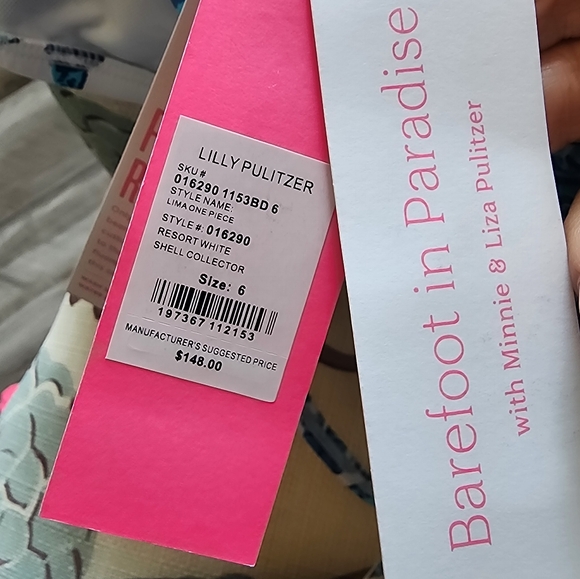 LILLY PULITZER
SKU #
016290 1153BD 6
STYLE NAME:
LIMA ONE PIECE
STYLE #: 016290
RESORT WHITE
SHELL COLLECTOR
Size: 6
197367 112153
MANUFACTURER'S SUGGESTED PRICE
$148.00
Barefoot in Paradise
with Minnie & Liza Pulitzer